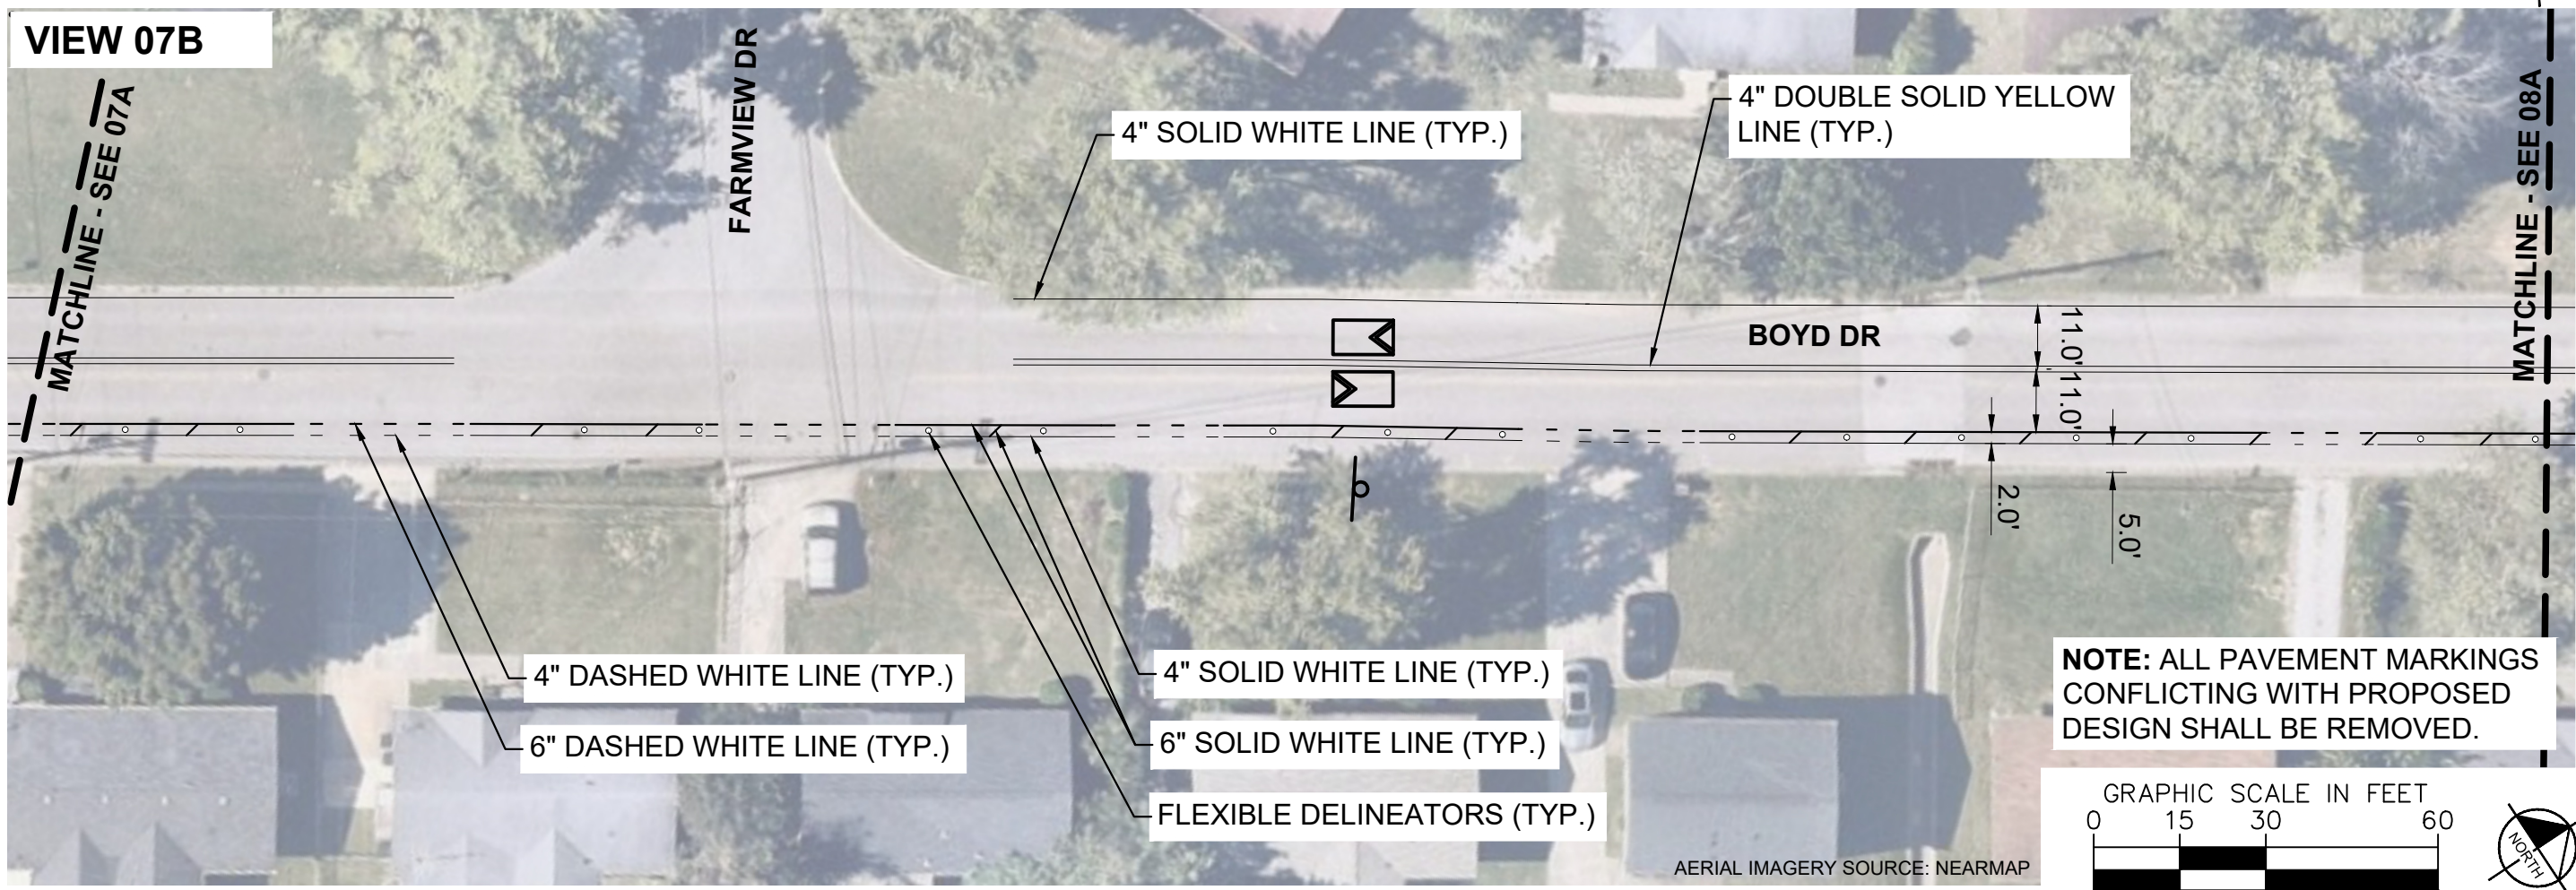 VIEW 07B
MATCHLINE - SEE 07A
FARMVIEW DR
4" SOLID WHITE LINE (TYP.)
4" DOUBLE SOLID YELLOW
LINE (TYP.)
MATCHLINE - SEE 08A
BOYD DR
11.0'
11.0'
2.0'
5.0'
4" DASHED WHITE LINE (TYP.)
6" DASHED WHITE LINE (TYP.)
4" SOLID WHITE LINE (TYP.)
6" SOLID WHITE LINE (TYP.)
FLEXIBLE DELINEATORS (TYP.)
NOTE: ALL PAVEMENT MARKINGS
CONFLICTING WITH PROPOSED
DESIGN SHALL BE REMOVED.
GRAPHIC SCALE IN FEET
0 15 30 60
NORTH
AERIAL IMAGERY SOURCE: NEARMAP